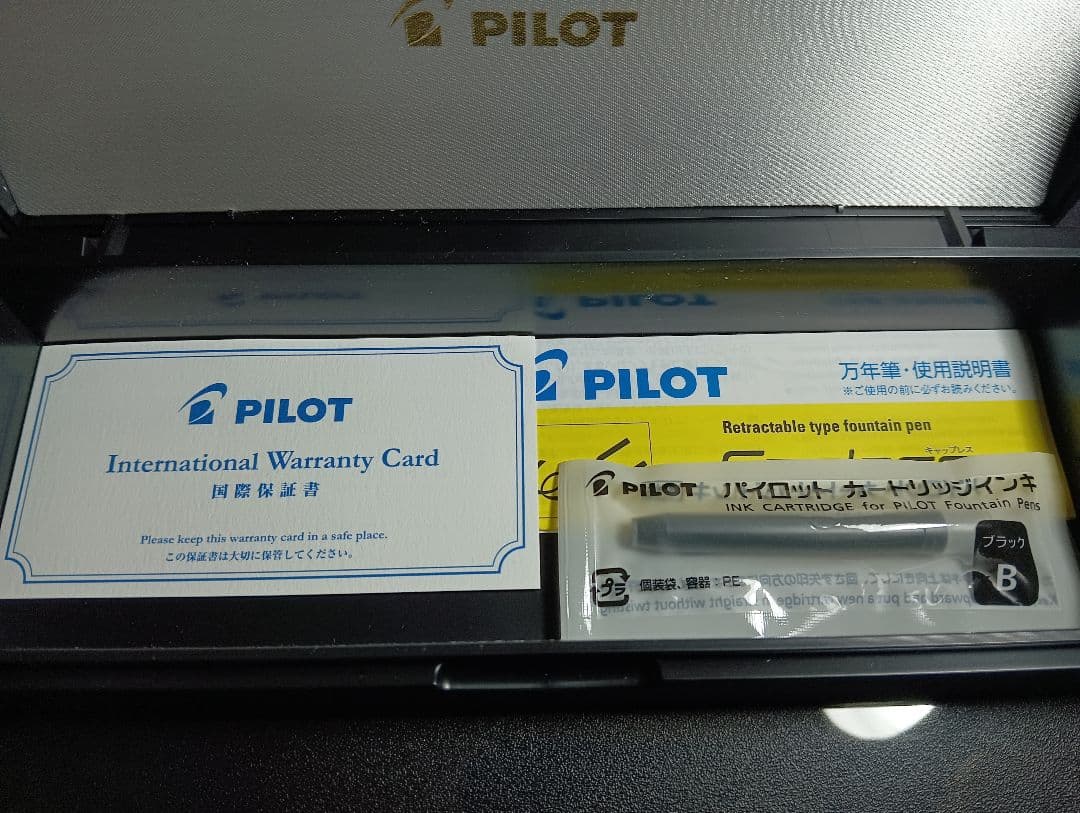 PILOT
PILOT
International Warranty Card
国際保証書
Please keep this warranty card in a safe place.
この保証書は大切に保管してください。
PILOT
万年筆・使用説明書
※ご使用の前に必ずお読みください。
Retractable type fountain pen
キャップレス
PILOT パイロット カートリッジインキ
INK CARTRIDGE for PILOT Fountain Pens
ブラック
B
プラ
個装袋、容器:PE